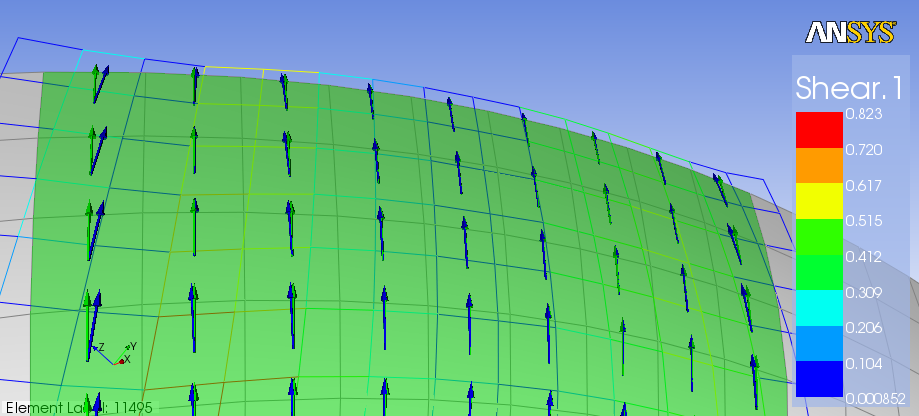 ANSYS
Shear.1
0.823
0.720
0.617
0.515
0.412
0.309
0.206
0.104
0.000852
Z
Y
X
Element Label: 11495